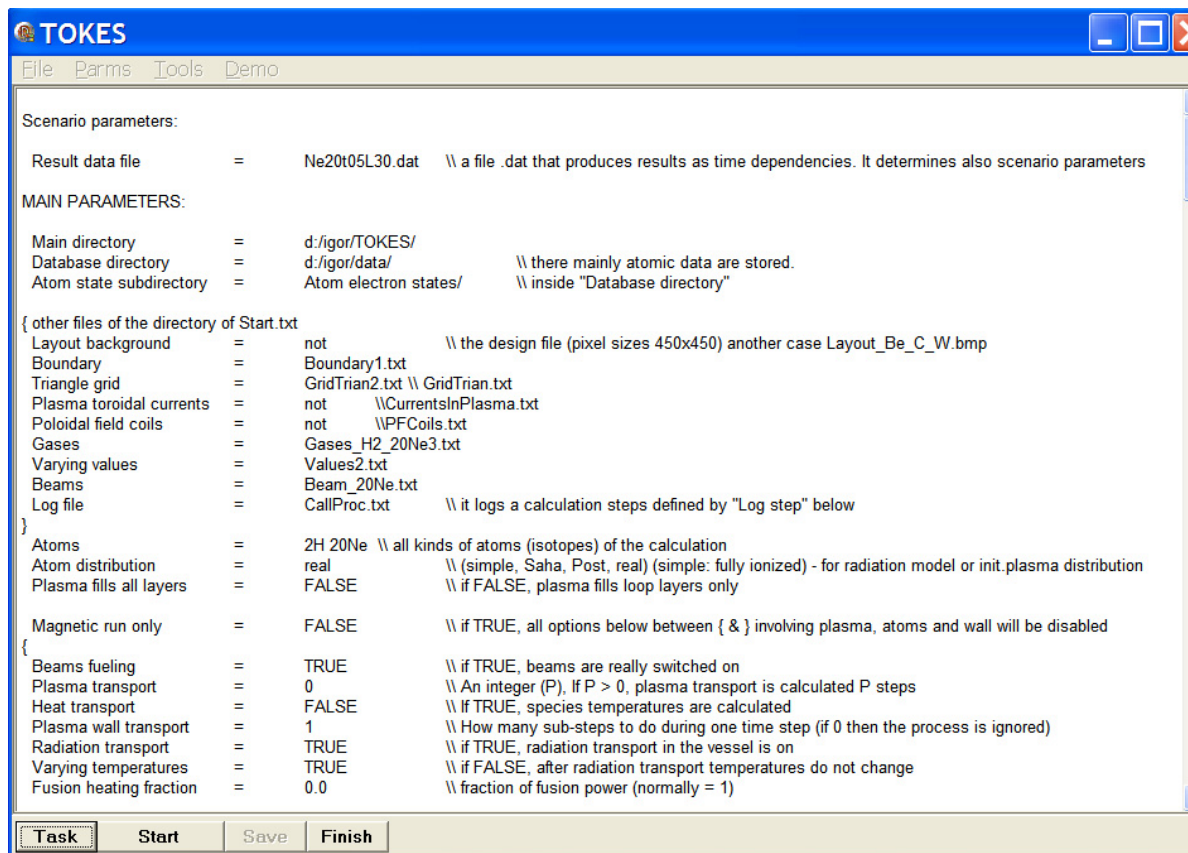 TOKES
File Parms Tools Demo
Scenario parameters:
Result data file = Ne20t05L30.dat \\ a file .dat that produces results as time dependencies. It determines also scenario parameters
MAIN PARAMETERS:
Main directory = d:/igor/TOKES/
Database directory = d:/igor/data/ \\ there mainly atomic data are stored.
Atom state subdirectory = Atom electron states/ \\ inside "Database directory"
{ other files of the directory of Start.txt
Layout background = not \\ the design file (pixel sizes 450x450) another case Layout_Be_C_W.bmp
Boundary = Boundary1.txt
Triangle grid = GridTrian2.txt \\ GridTrian.txt
Plasma toroidal currents = not \\CurrentsInPlasma.txt
Poloidal field coils = not \\PFCoils.txt
Gases = Gases_H2_20Ne3.txt
Varying values = Values2.txt
Beams = Beam_20Ne.txt
Log file = CallProc.txt \\ it logs a calculation steps defined by "Log step" below
}
Atoms = 2H 20Ne \\ all kinds of atoms (isotopes) of the calculation
Atom distribution = real \\ (simple, Saha, Post, real) (simple: fully ionized) - for radiation model or init.plasma distribution
Plasma fills all layers = FALSE \\ if FALSE, plasma fills loop layers only
Magnetic run only = FALSE \\ if TRUE, all options below between { & } involving plasma, atoms and wall will be disabled
{
Beams fueling = TRUE \\ if TRUE, beams are really switched on
Plasma transport = 0 \\ An integer (P), If P > 0, plasma transport is calculated P steps
Heat transport = FALSE \\ If TRUE, species temperatures are calculated
Plasma wall transport = 1 \\ How many sub-steps to do during one time step (if 0 then the process is ignored)
Radiation transport = TRUE \\ if TRUE, radiation transport in the vessel is on
Varying temperatures = TRUE \\ if FALSE, after radiation transport temperatures do not change
Fusion heating fraction = 0.0 \\ fraction of fusion power (normally = 1)
Task Start Save Finish